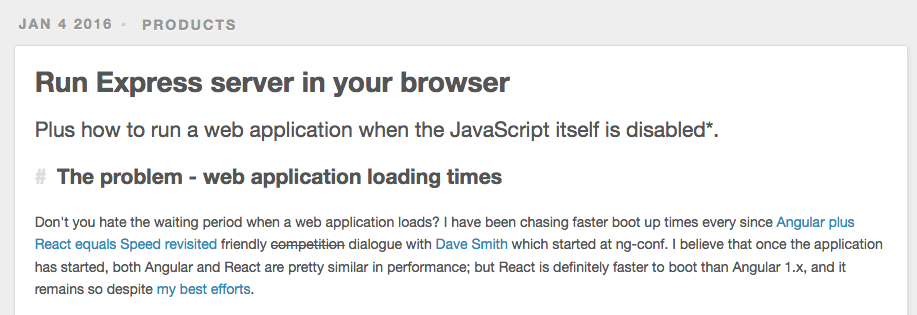 JAN 4 2016 · PRODUCTS
Run Express server in your browser
Plus how to run a web application when the JavaScript itself is disabled*.
# The problem - web application loading times
Don't you hate the waiting period when a web application loads? I have been chasing faster boot up times every since Angular plus
React equals Speed revisited friendly competition dialogue with Dave Smith which started at ng-conf. I believe that once the application
has started, both Angular and React are pretty similar in performance; but React is definitely faster to boot than Angular 1.x, and it
remains so despite my best efforts.